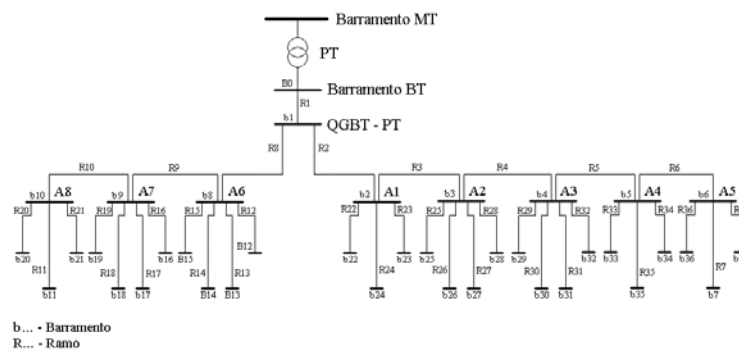 Barramento MT
PT
B0
Barramento BT
R1
b1
QGBT - PT
R8
R2
R10
R9
R3
R4
R5
R6
b10 A8
b9 A7
b8 A6
b2 A1
b3 A2
b4 A3
b5 A4
b6 A5
R20 R21 R19 R16 R15 R12 R22 R23 R25 R28 R29 R32 R33 R34 R36
b20 b21 b19 b16 B15 B12 b22 b23 b25 b28 b29 b32 b33 b34 b36
R11 R18 R17 R14 R13 R24 R26 R27 R30 R31 R35 R7
b11 b18 b17 B14 B13 b24 b26 b27 b30 b31 b35 b7
b... - Barramento
R... - Ramo